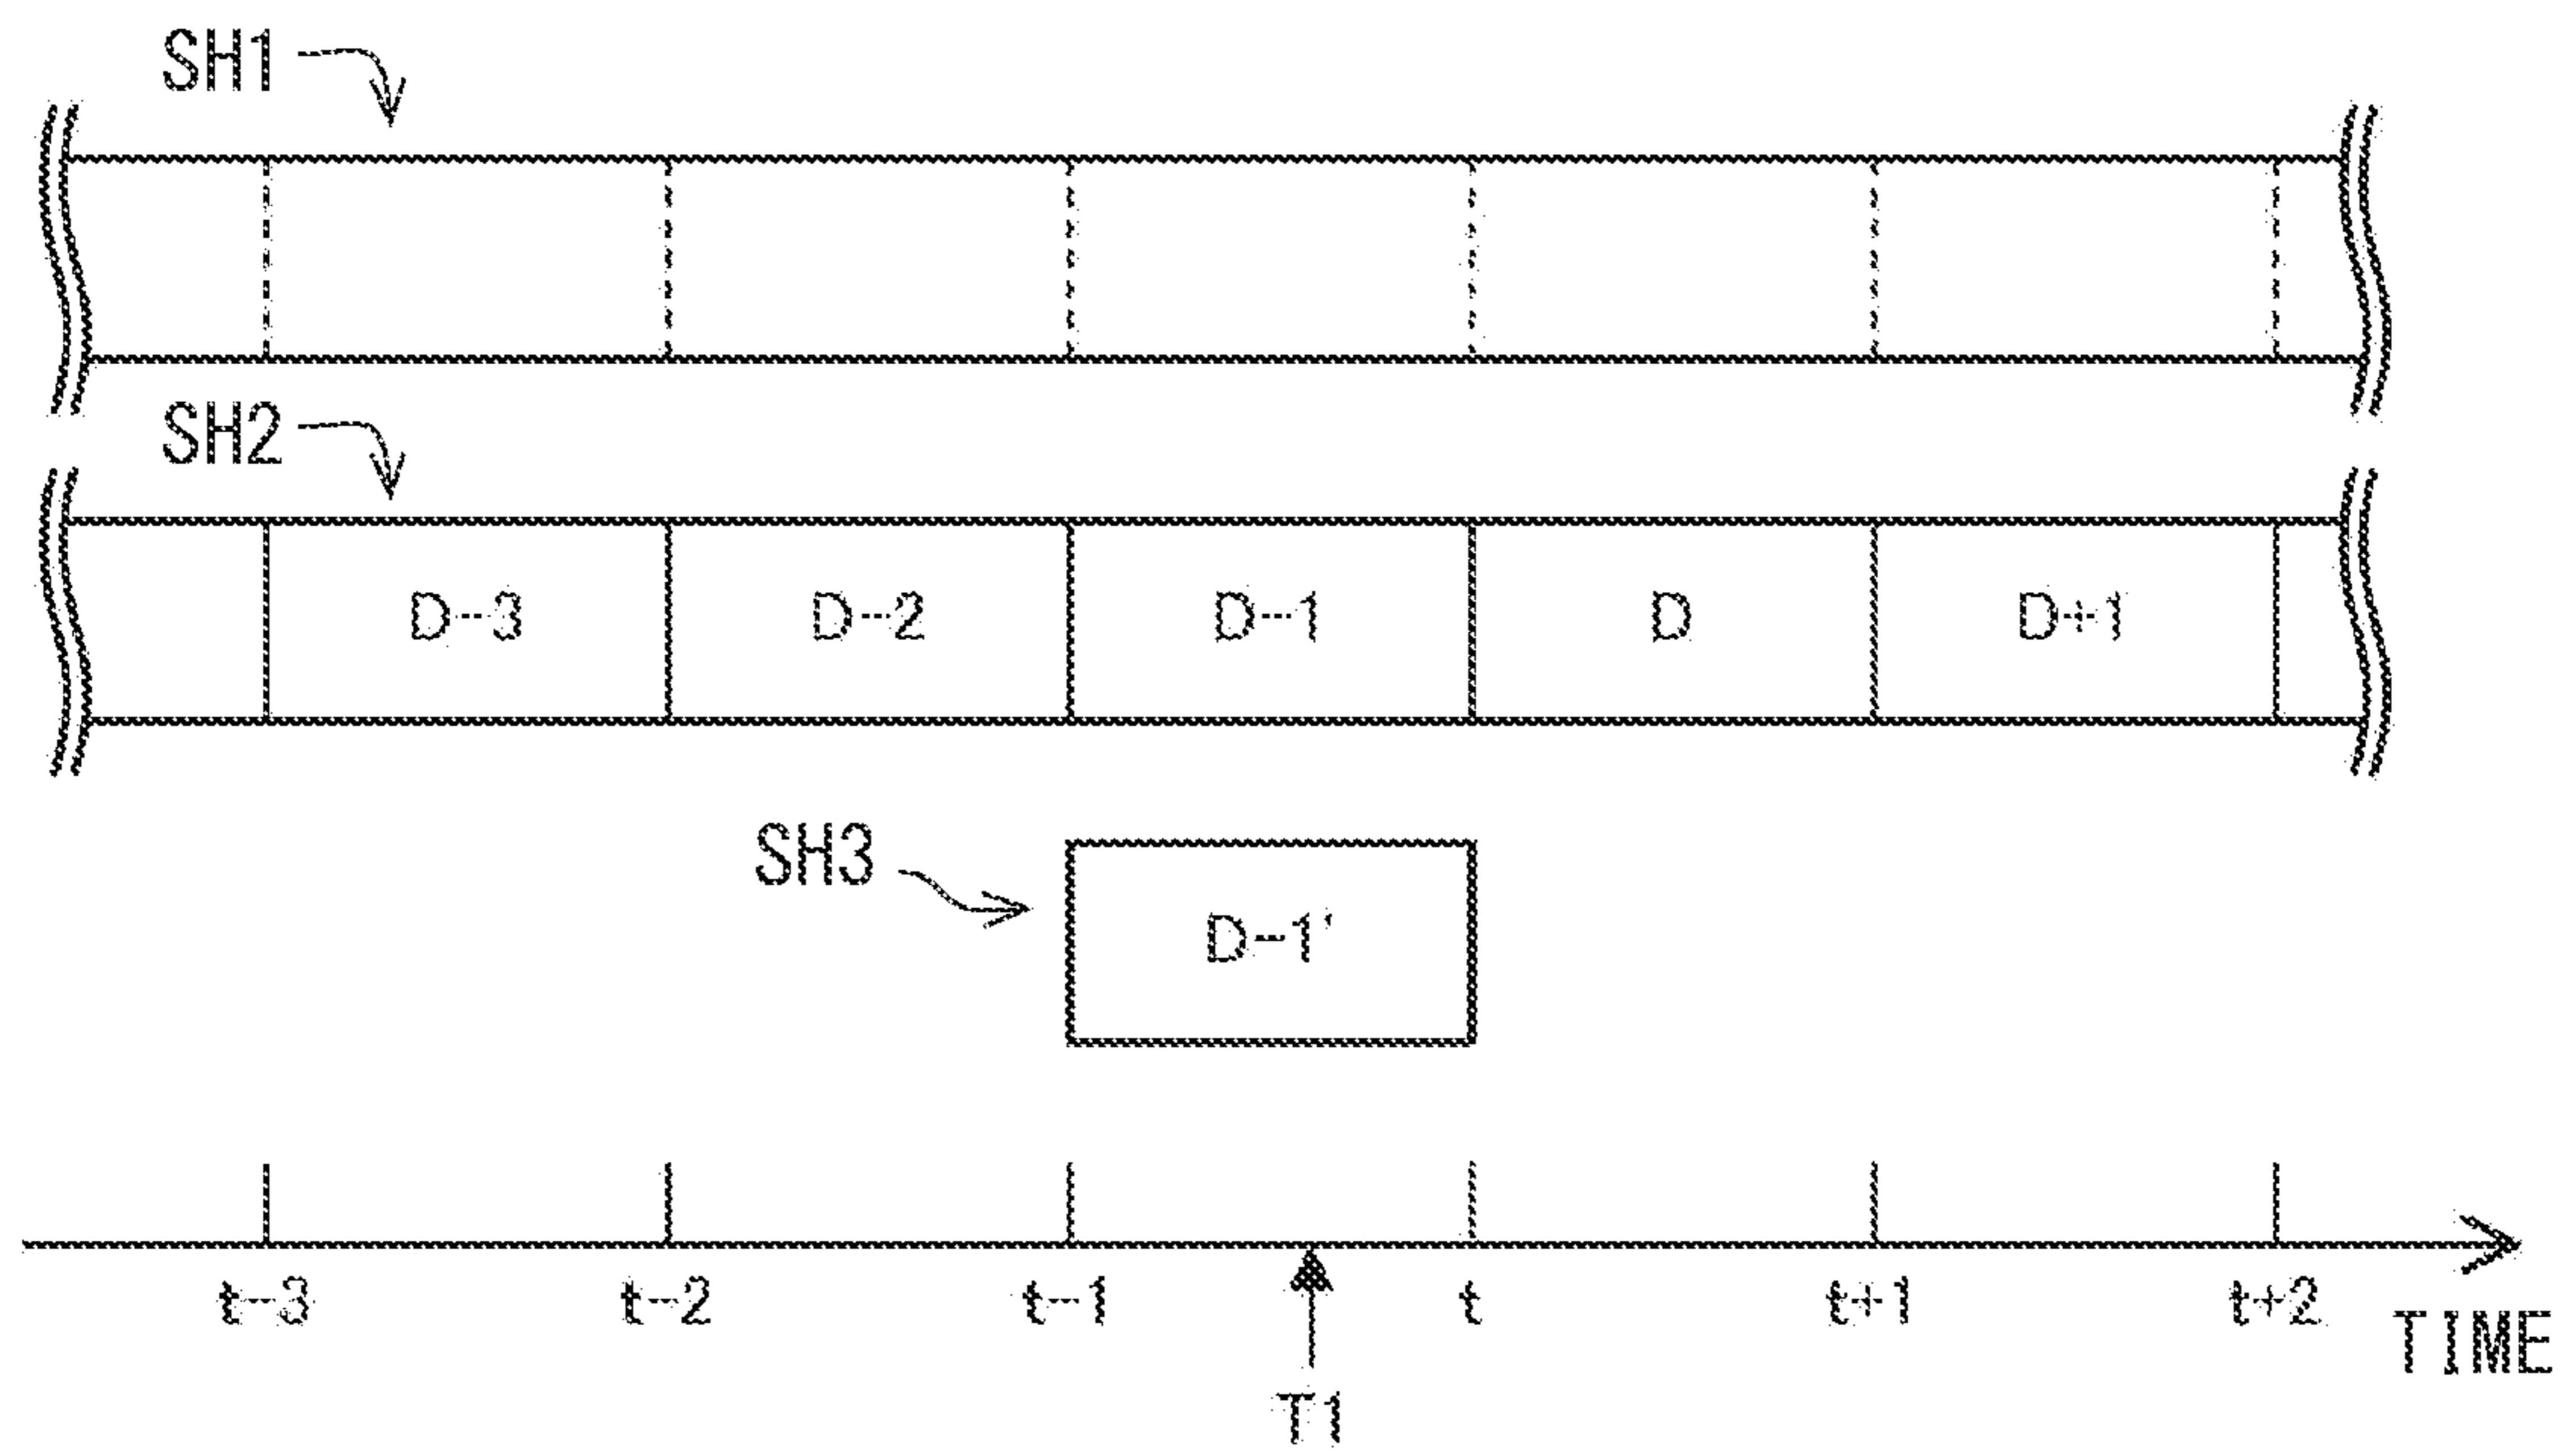 SH1
SH2
D-3 D-2 D-1 D D+1
SH3
D-1'
t-3 t-2 t-1 t t+1 t+2
TIME
T1